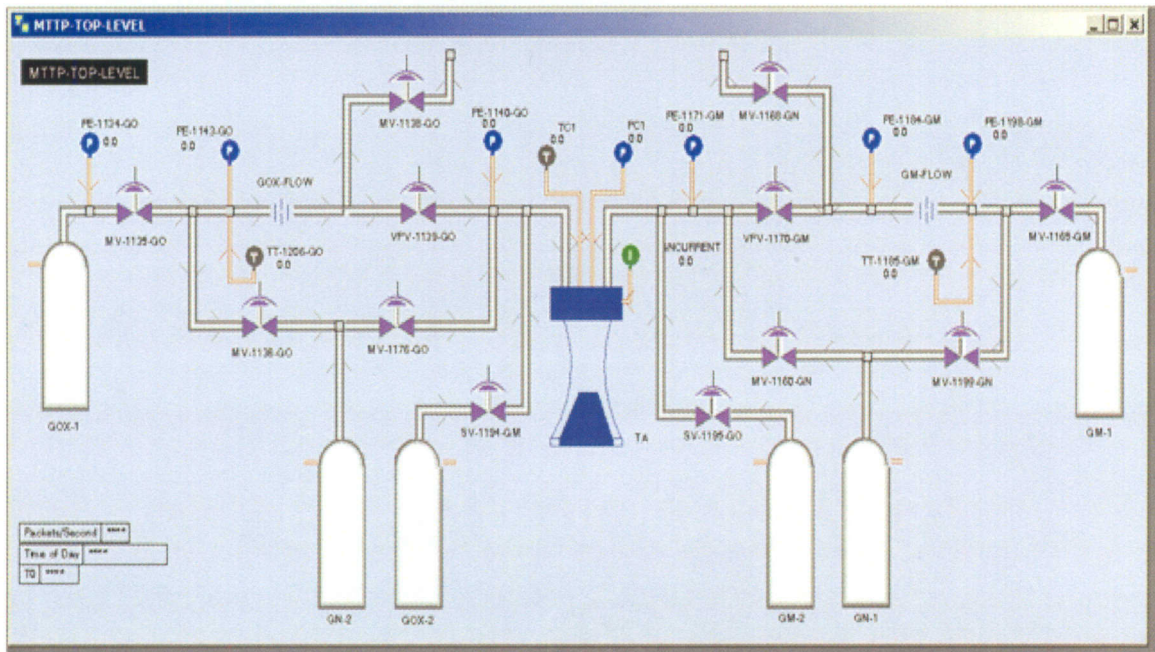 MTTP-TOP-LEVEL
MTTP-TOP-LEVEL
PE-1134-GO
0.0
PE-1143-GO
0.0
MV-1138-GO
PE-1140-GO
0.0
TC1
0.0
PC1
0.0
PE-1171-GM
0.0
MV-1168-GN
PE-1184-GM
0.0
PE-1198-GM
0.0
GOX-FLOW
GM-FLOW
MV-1135-GO
VPV-1139-GO
INCURRENT
0.0
VPV-1170-GM
MV-1165-GM
TT-1206-GO
0.0
TT-1185-GM
0.0
MV-1136-GO
MV-1176-GO
MV-1160-GN
MV-1199-GN
GOX-1
SV-1194-GM
TA
SV-1195-GO
GM-1
Packets/Second ****
Time of Day ****
T0 ****
GN-2
GOX-2
GM-2
GN-1
P
P
P
T
P
P
P
P
T
I
T